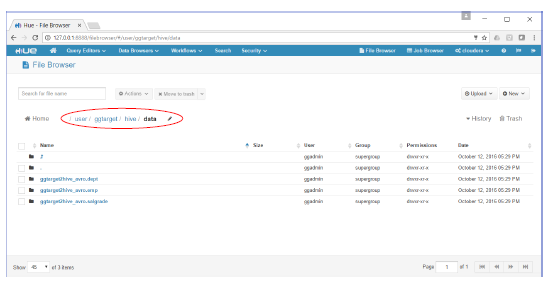 Hue - File Browser
127.0.0.1:8888/filebrowser/#/user/ggtarget/hive/data
HUE Query Editors Data Browsers Workflows Search Security File Browser Job Browser cloudera
File Browser
Search for file name Actions Move to trash Upload New
Home / user / ggtarget / hive / data History Trash
Name Size User Group Permissions Date
ggadmin supergroup drwxr-xr-x October 12, 2016 05:29 PM
. ggadmin supergroup drwxr-xr-x October 12, 2016 05:29 PM
ggtarget2hive_avro.dept ggadmin supergroup drwxr-xr-x October 12, 2016 05:29 PM
ggtarget2hive_avro.emp ggadmin supergroup drwxr-xr-x October 12, 2016 05:29 PM
ggtarget2hive_avro.salgrade ggadmin supergroup drwxr-xr-x October 12, 2016 05:29 PM
Show 45 of 3 items Page 1 of 1